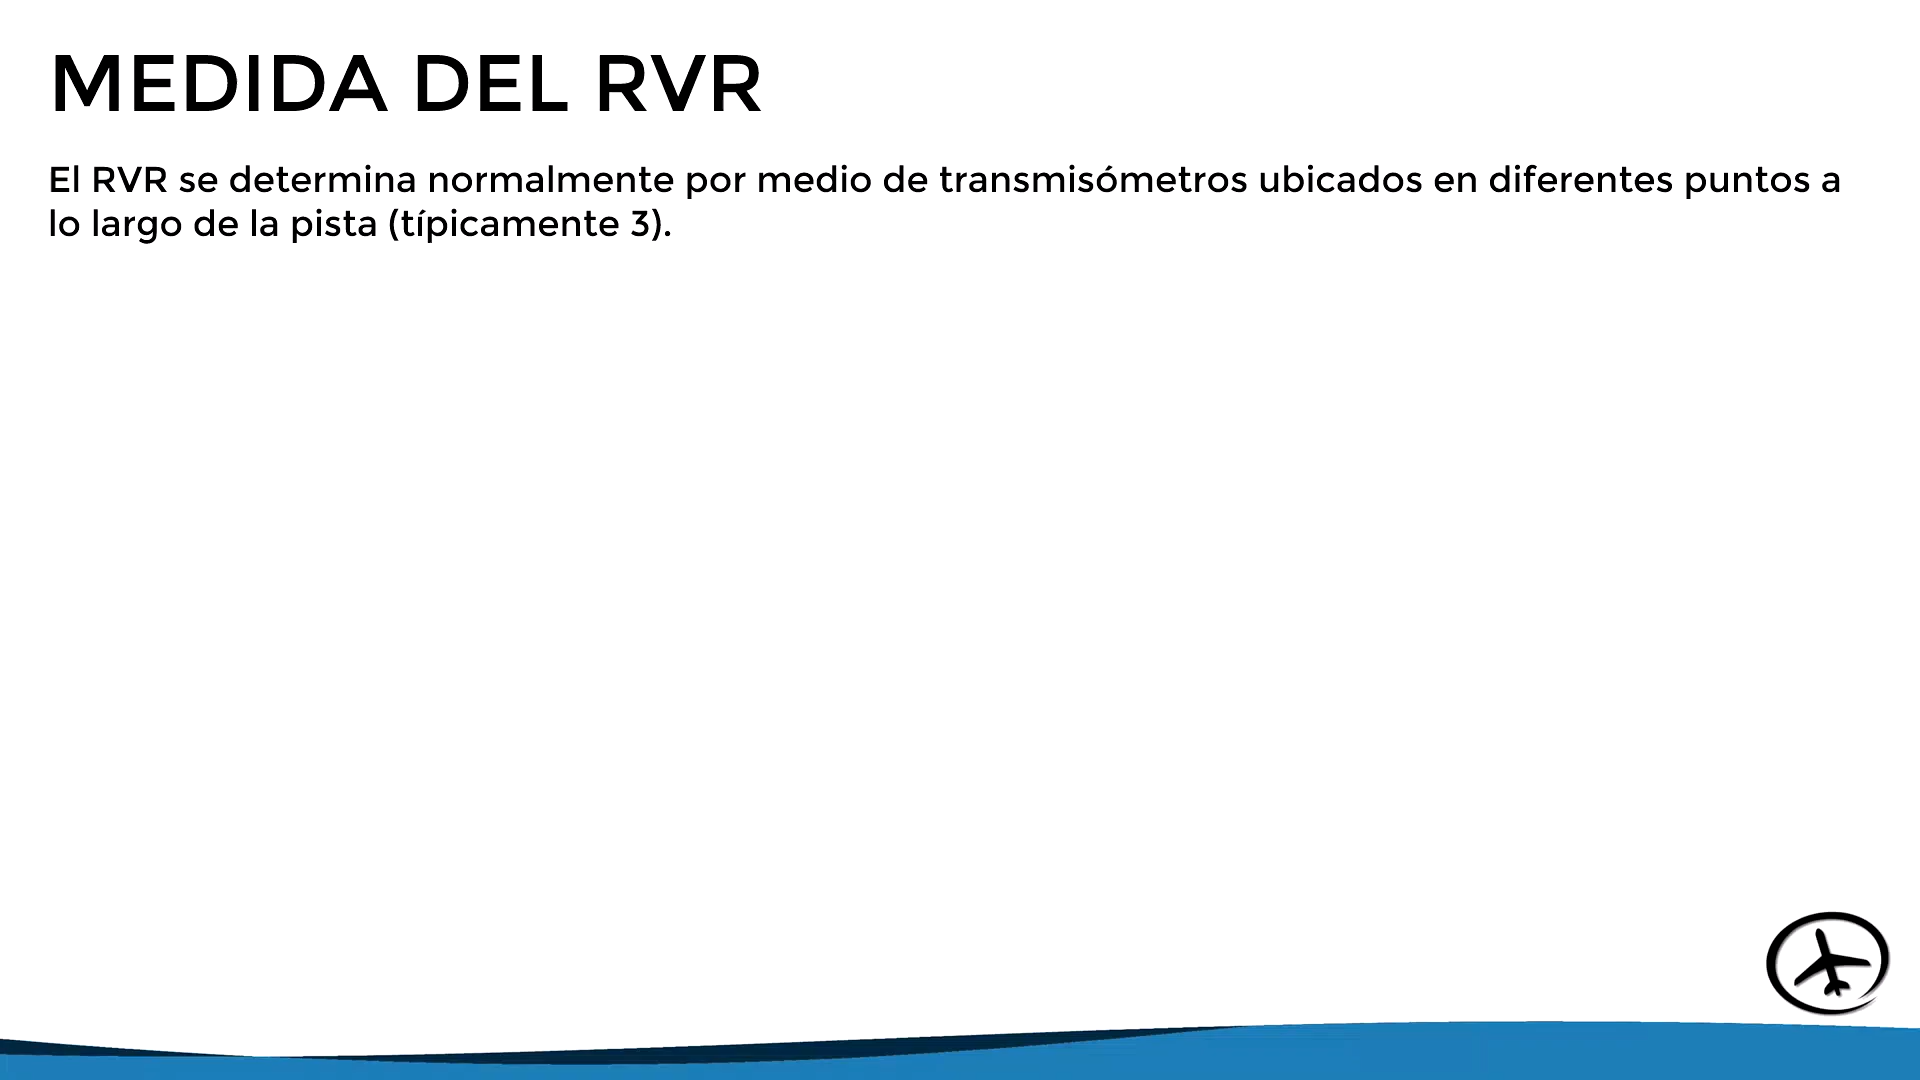 MEDIDA DEL RVR
El RVR se determina normalmente por medio de transmisómetros ubicados en diferentes puntos a
lo largo de la pista (típicamente 3).